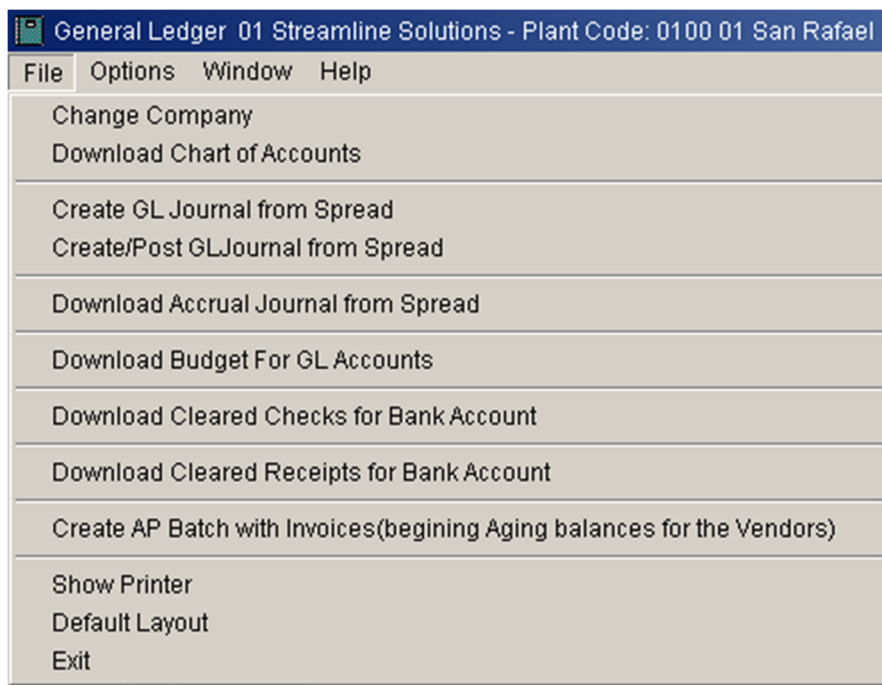 General Ledger 01 Streamline Solutions - Plant Code: 0100 01 San Rafael
File Options Window Help
Change Company
Download Chart of Accounts
Create GL Journal from Spread
Create/Post GLJournal from Spread
Download Accrual Journal from Spread
Download Budget For GL Accounts
Download Cleared Checks for Bank Account
Download Cleared Receipts for Bank Account
Create AP Batch with Invoices(begining Aging balances for the Vendors)
Show Printer
Default Layout
Exit